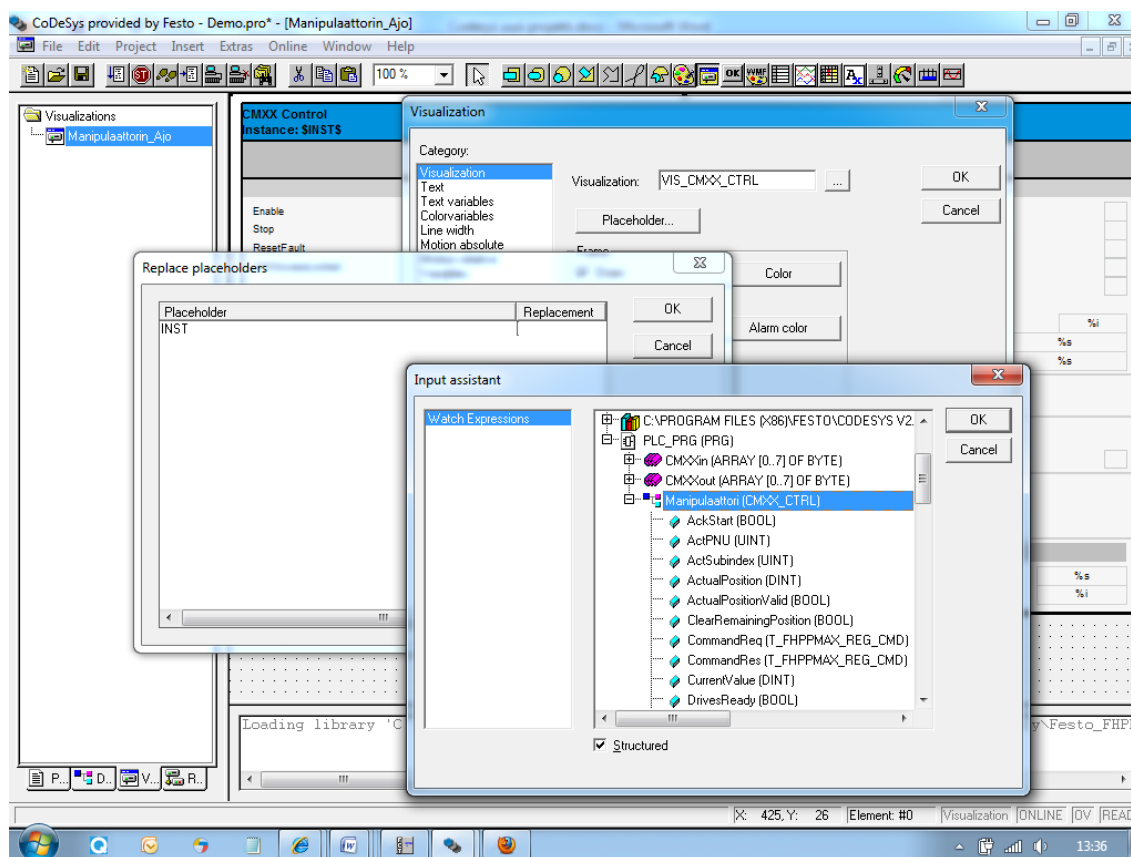 CoDeSys provided by Festo - Demo.pro* - [Manipulaattorin_Ajo]
File Edit Project Insert Extras Online Window Help
100 %
Visualizations
Manipulaattorin_Ajo
CMXX Control
Instance: $INST$
Enable
Stop
ResetFault
%i
%s
%s
%s
%i
Visualization
Category:
Visualization
Text
Text variables
Colorvariables
Line width
Motion absolute
Visualization:
VIS_CMXX_CTRL
...
Placeholder...
Frame
Color
Alarm color
OK
Cancel
Replace placeholders
Placeholder
Replacement
INST
OK
Cancel
Input assistant
Watch Expressions
C:\PROGRAM FILES (X86)\FESTO\CODESYS V2.
PLC_PRG (PRG)
CMXXin (ARRAY [0..7] OF BYTE)
CMXXout (ARRAY [0..7] OF BYTE)
Manipulaattori (CMXX_CTRL)
AckStart (BOOL)
ActPNU (UINT)
ActSubindex (UINT)
ActualPosition (DINT)
ActualPositionValid (BOOL)
ClearRemainingPosition (BOOL)
CommandReq (T_FHPPMAX_REG_CMD)
CommandRes (T_FHPPMAX_REG_CMD)
CurrentValue (DINT)
DrivesReady (BOOL)
OK
Cancel
Structured
Loading library 'C
y\Festo_FHP
P... D... V... R..
X: 425, Y: 26 Element: #0 Visualization ONLINE OV READ
13:36